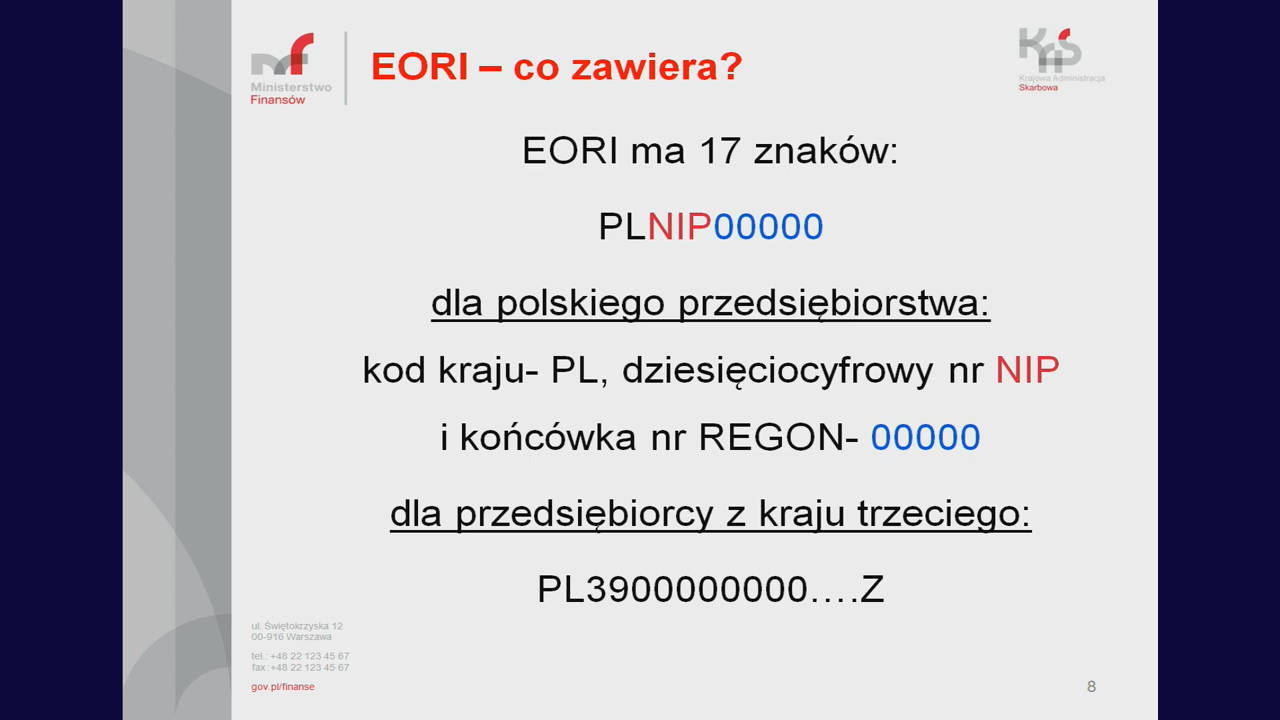 Ministerstwo
Finansów
EORI – co zawiera?
KAS
Krajowa Administracja
Skarbowa
EORI ma 17 znaków:
PLNIP00000
dla polskiego przedsiębiorstwa:
kod kraju- PL, dziesięciocyfrowy nr NIP
i końcówka nr REGON- 00000
dla przedsiębiorcy z kraju trzeciego:
PL3900000000….Z
ul. Świętokrzyska 12
00-916 Warszawa
tel.: +48 22 123 45 67
fax :+48 22 123 45 67
gov.pl/finanse
8